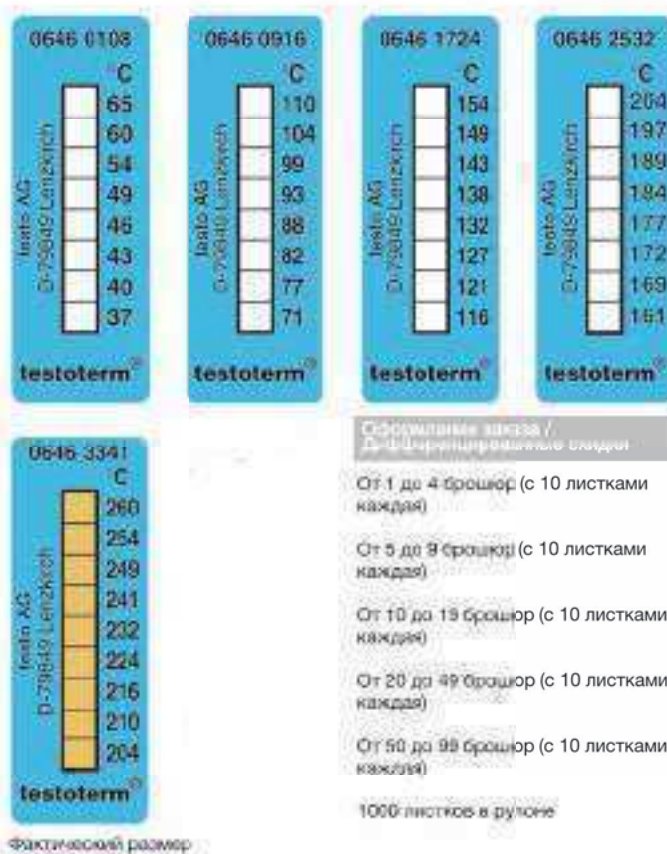 0646 0108
°C
65
60
54
49
46
43
40
37
testo AG
D-79849 Lenzkirch
testoterm®
0646 0916
°C
110
104
99
93
88
82
77
71
testo AG
D-79849 Lenzkirch
testoterm®
0646 1724
°C
154
149
143
138
132
127
121
116
testo AG
D-79849 Lenzkirch
testoterm®
0646 2532
°C
204
197
189
184
177
172
169
161
testo AG
D-79849 Lenzkirch
testoterm®
0646 3341
°C
260
254
249
241
232
224
216
210
204
testo AG
D-79849 Lenzkirch
testoterm®
Фактический размер
Оформление заказа /
Дифференцированные скидки
От 1 до 4 брошюр (с 10 листками
каждая)
От 5 до 9 брошюр (с 10 листками
каждая)
От 10 до 19 брошюр (с 10 листками
каждая)
От 20 до 49 брошюр (с 10 листками
каждая)
От 50 до 99 брошюр (с 10 листками
каждая)
1000 листков в рулоне